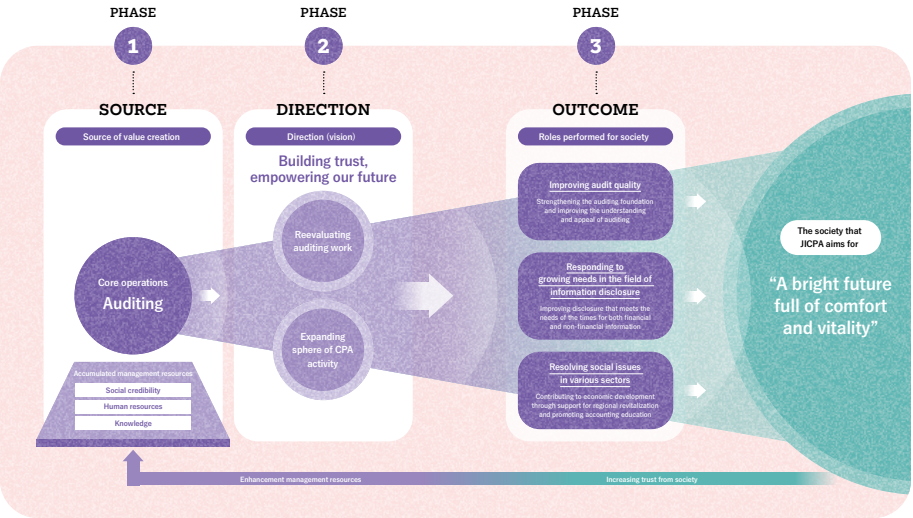 PHASE
1
SOURCE
Source of value creation
Core operations
Auditing
Accumulated management resources
Social credibility
Human resources
Knowledge
PHASE
2
DIRECTION
Direction (vision)
Building trust,
empowering our future
Reevaluating
auditing work
Expanding
sphere of CPA
activity
PHASE
3
OUTCOME
Roles performed for society
Improving audit quality
Strengthening the auditing foundation
and improving the understanding
and appeal of auditing
Responding to
growing needs in the field of
information disclosure
Improving disclosure that meets the
needs of the times for both financial
and non-financial information
Resolving social issues
in various sectors
Contributing to economic development
through support for regional revitalization
and promoting accounting education
The society that
JICPA aims for
“A bright future
full of comfort
and vitality”
Enhancement management resources
Increasing trust from society